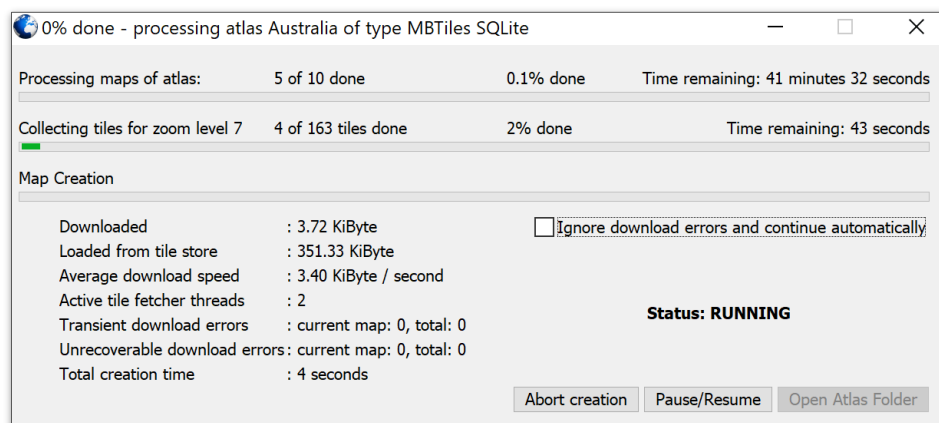 0% done - processing atlas Australia of type MBTiles SQLite
Processing maps of atlas: 5 of 10 done 0.1% done Time remaining: 41 minutes 32 seconds
Collecting tiles for zoom level 7 4 of 163 tiles done 2% done Time remaining: 43 seconds
Map Creation
Downloaded : 3.72 KiByte Ignore download errors and continue automatically
Loaded from tile store : 351.33 KiByte
Average download speed : 3.40 KiByte / second
Active tile fetcher threads : 2
Transient download errors : current map: 0, total: 0 Status: RUNNING
Unrecoverable download errors : current map: 0, total: 0
Total creation time : 4 seconds
Abort creation Pause/Resume Open Atlas Folder